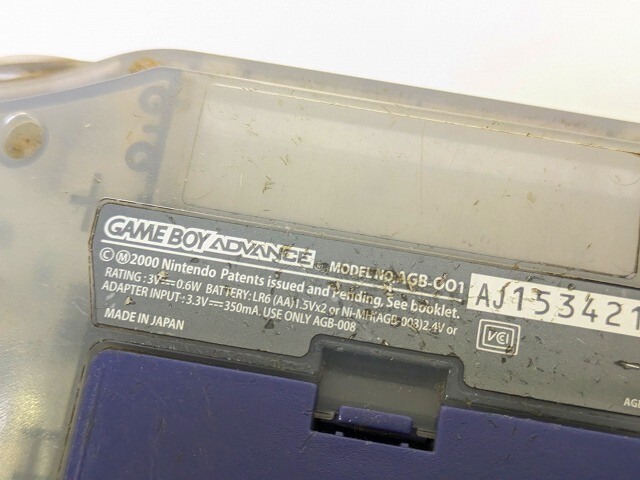 GAME BOY ADVANCE MODEL NO.AGB-001
©Ⓜ2000 Nintendo Patents issued and pending. See booklet.
RATING : 3V⎓0.6W BATTERY: LR6 (AA)1.5Vx2 or Ni-MH(AGB-003)2.4V or
ADAPTER INPUT : 3.3V⎓350mA. USE ONLY AGB-008
MADE IN JAPAN
AJ153421
VCI